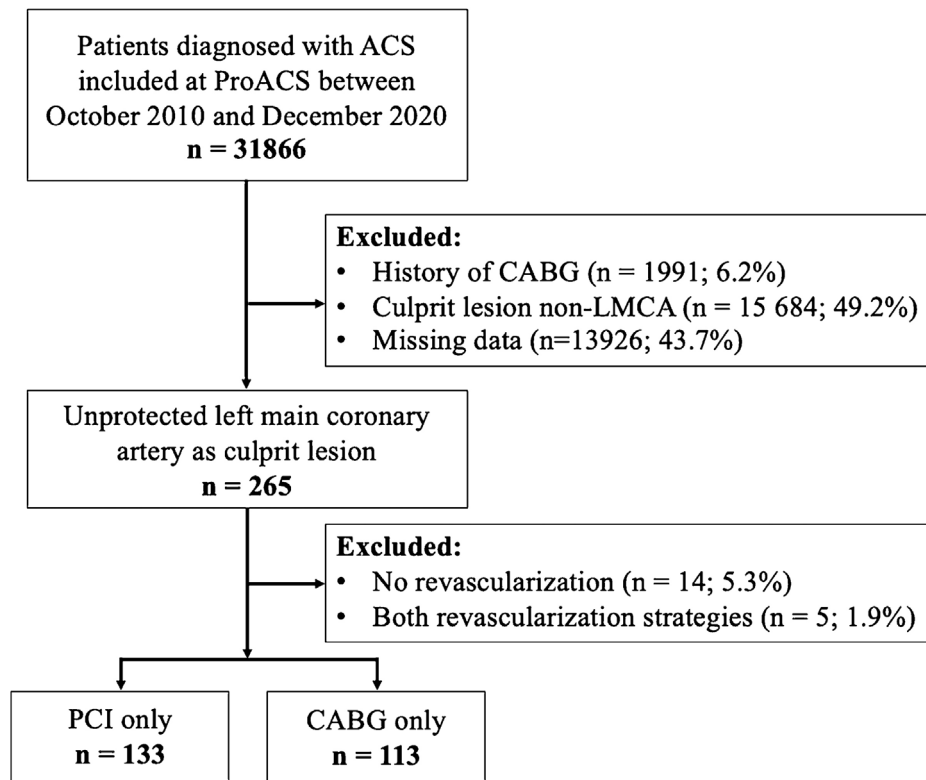 Patients diagnosed with ACS
included at ProACS between
October 2010 and December 2020
n = 31866
Excluded:
• History of CABG (n = 1991; 6.2%)
• Culprit lesion non-LMCA (n = 15 684; 49.2%)
• Missing data (n=13926; 43.7%)
Unprotected left main coronary
artery as culprit lesion
n = 265
Excluded:
• No revascularization (n = 14; 5.3%)
• Both revascularization strategies (n = 5; 1.9%)
PCI only
n = 133
CABG only
n = 113